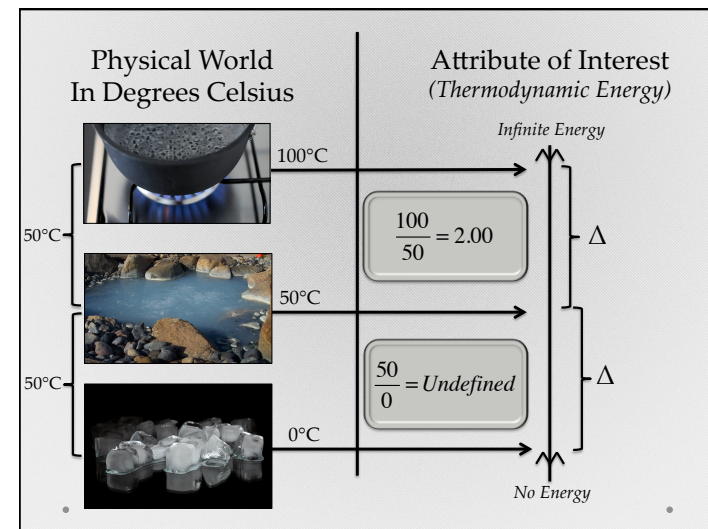 Physical World
In Degrees Celsius
Attribute of Interest
(Thermodynamic Energy)
Infinite Energy
100°C
50°C
100/50 = 2.00
Δ
50°C
50°C
50/0 = Undefined
Δ
0°C
No Energy